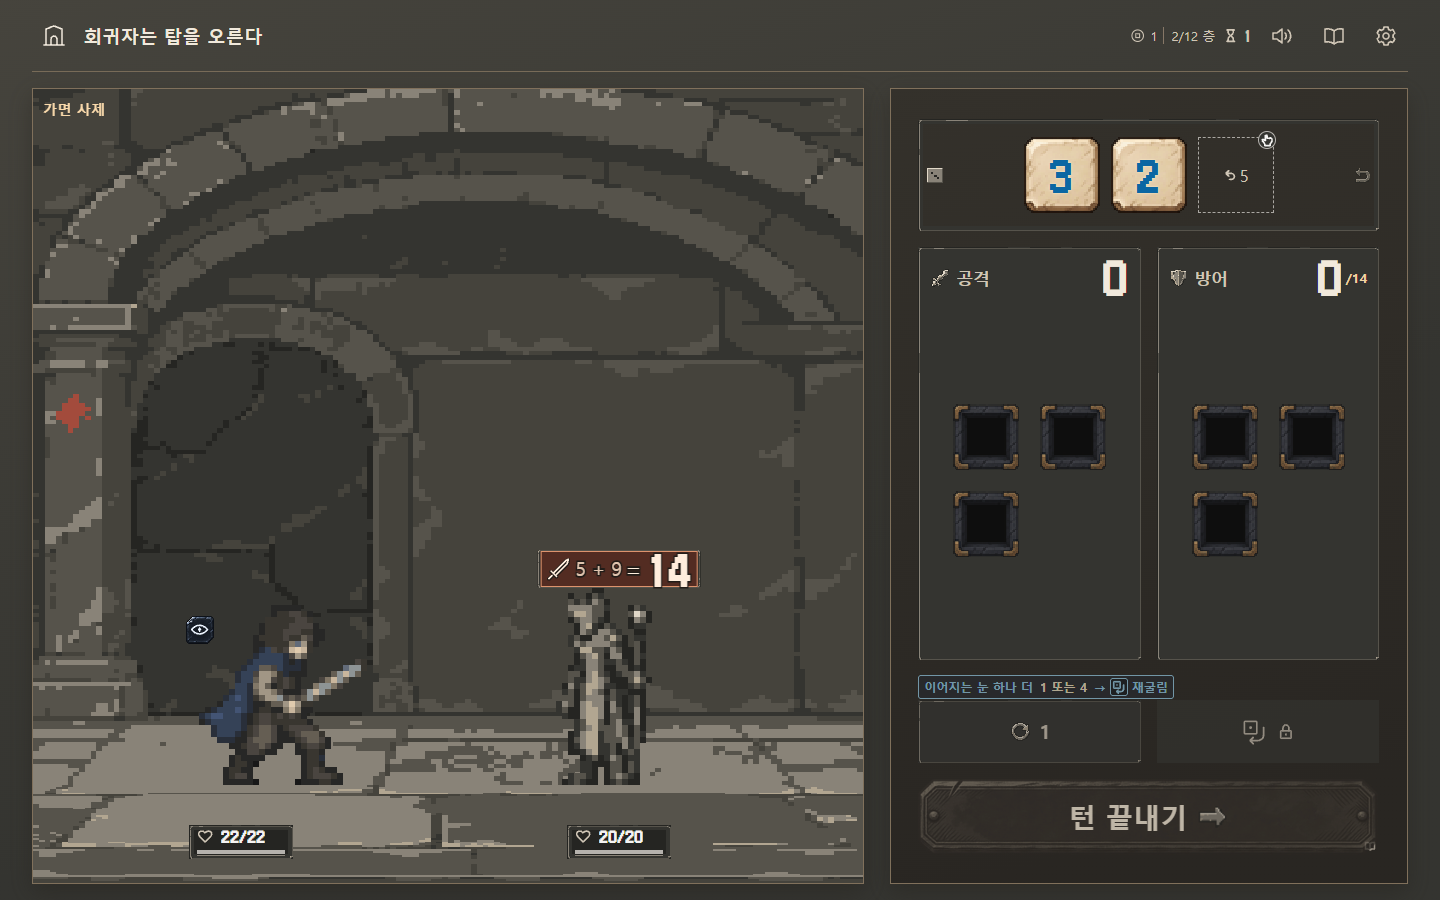 회귀자는 탑을 오른다
1
2/12 층
1
가면 사제
3
2
5
공격
0
방어
0/14
5 + 9 = 14
이어지는 눈 하나 더 1 또는 4 → 재굴림
1
턴 끝내기
22/22
20/20